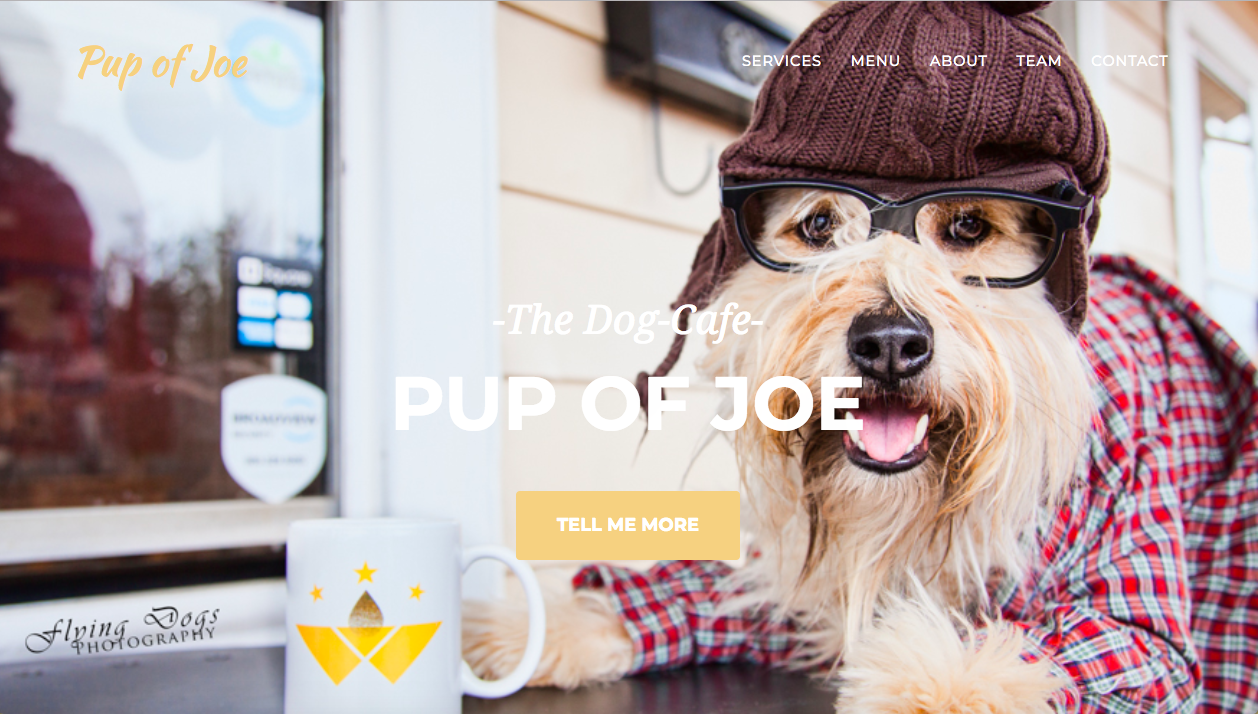 Pup of Joe
SERVICES MENU ABOUT TEAM CONTACT
-The Dog-Cafe-
PUP OF JOE
TELL ME MORE
BROADVIEW
Flying Dogs
PHOTOGRAPHY